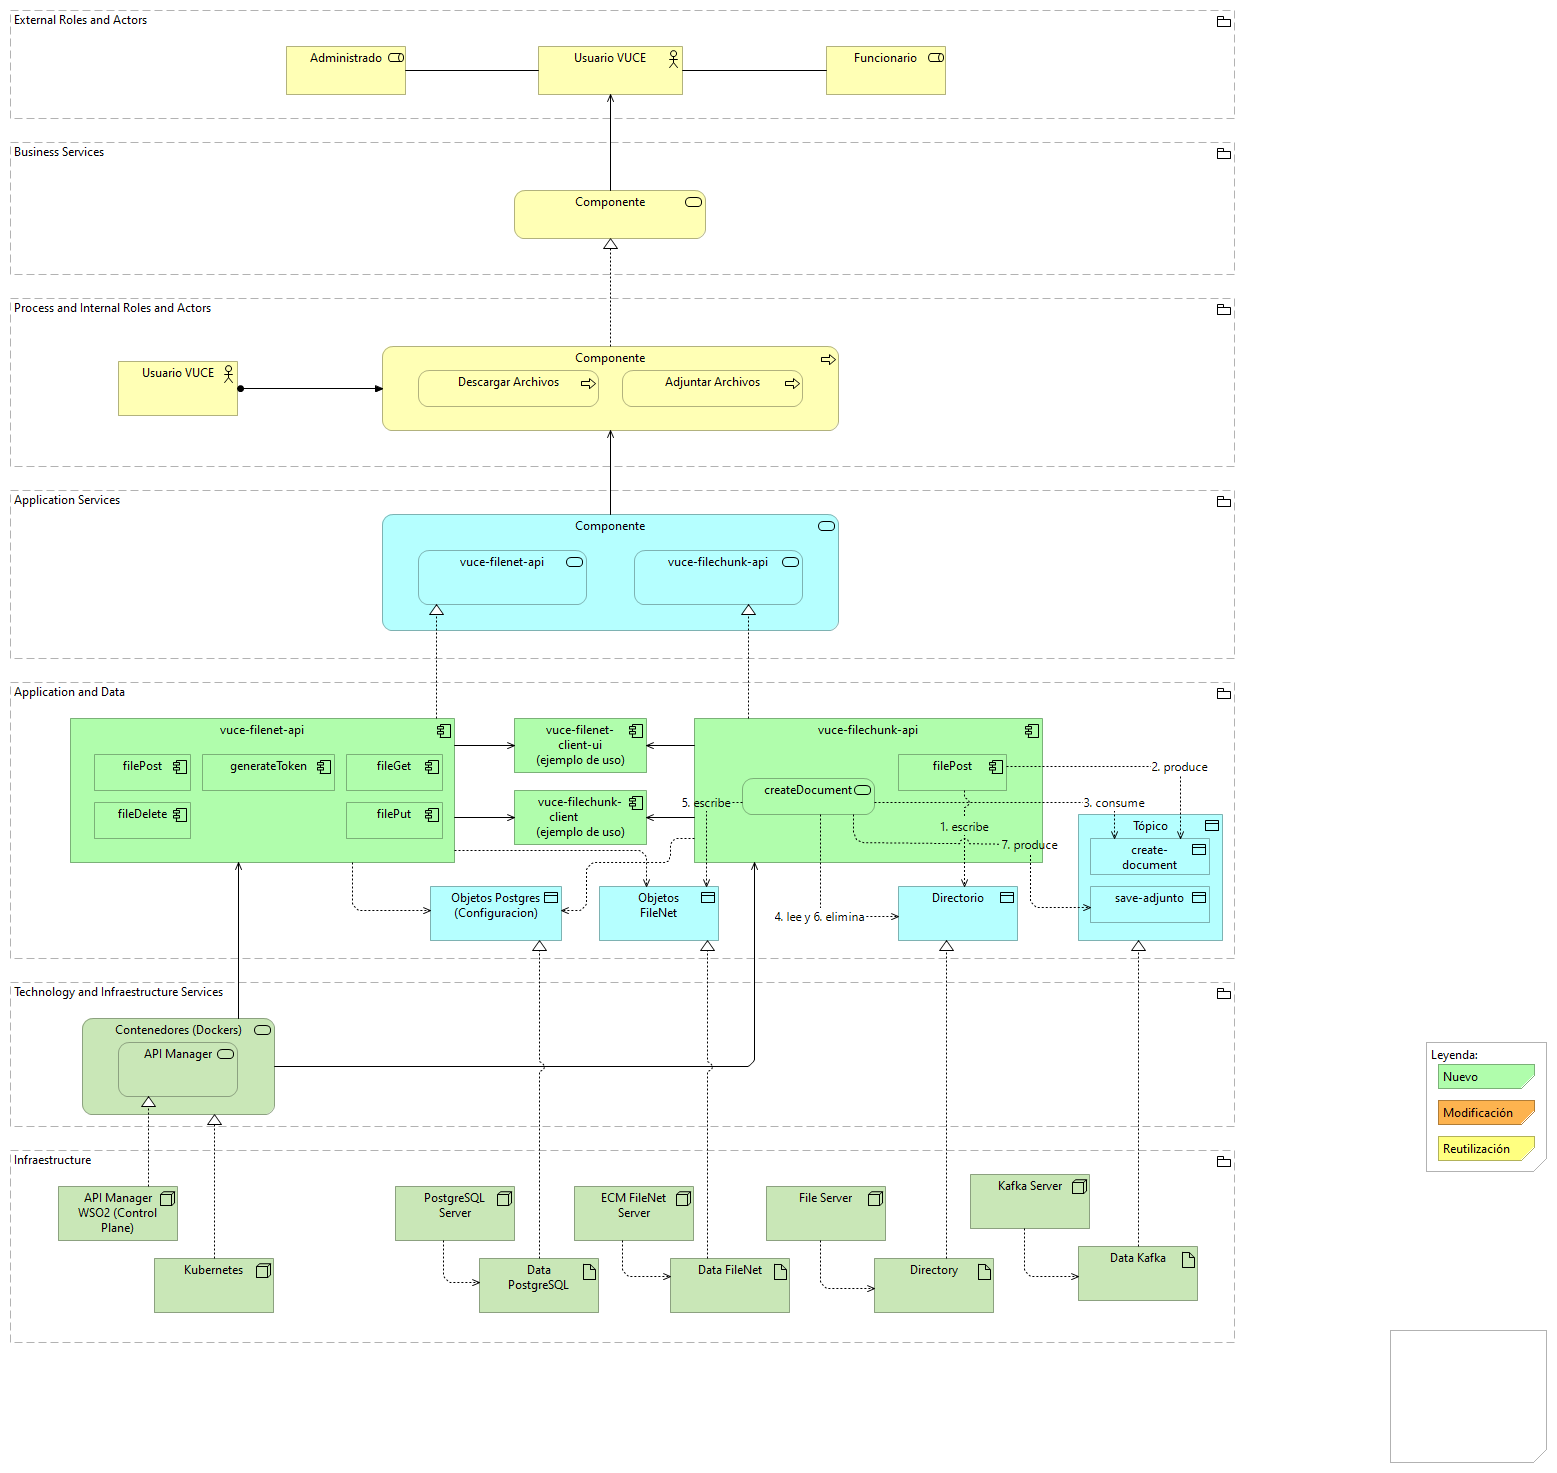 External Roles and Actors
Administrado
Usuario VUCE
Funcionario
Business Services
Componente
Process and Internal Roles and Actors
Usuario VUCE
Componente
Descargar Archivos
Adjuntar Archivos
Application Services
Componente
vuce-filenet-api
vuce-filechunk-api
Application and Data
vuce-filenet-api
filePost
generateToken
fileGet
fileDelete
filePut
vuce-filenet-
client-ui
(ejemplo de uso)
vuce-filechunk-
client
(ejemplo de uso)
vuce-filechunk-api
filePost
createDocument
5. escribe
1. escribe
2. produce
3. consume
7. produce
4. lee y 6. elimina
Tópico
create-
document
save-adjunto
Objetos Postgres
(Configuracion)
Objetos
FileNet
Directorio
Technology and Infraestructure Services
Contenedores (Dockers)
API Manager
Infraestructure
API Manager
WSO2 (Control
Plane)
Kubernetes
PostgreSQL
Server
Data
PostgreSQL
ECM FileNet
Server
Data FileNet
File Server
Directory
Kafka Server
Data Kafka
Leyenda:
Nuevo
Modificación
Reutilización